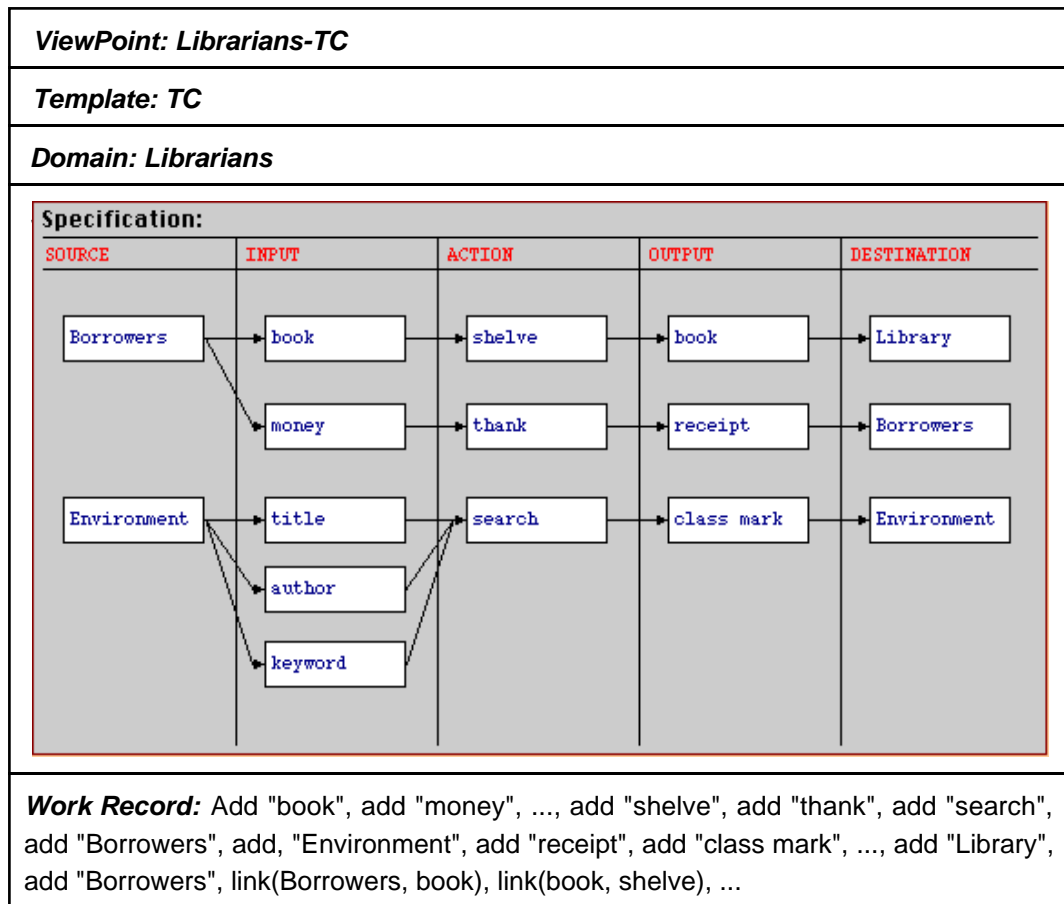 ViewPoint: Librarians-TC
Template: TC
Domain: Librarians
Specification:
SOURCE INPUT ACTION OUTPUT DESTINATION
Borrowers book shelve book Library
money thank receipt Borrowers
Environment title search class mark Environment
author
keyword
Work Record: Add "book", add "money", ..., add "shelve", add "thank", add "search",
add "Borrowers", add, "Environment", add "receipt", add "class mark", ..., add "Library",
add "Borrowers", link(Borrowers, book), link(book, shelve), ...